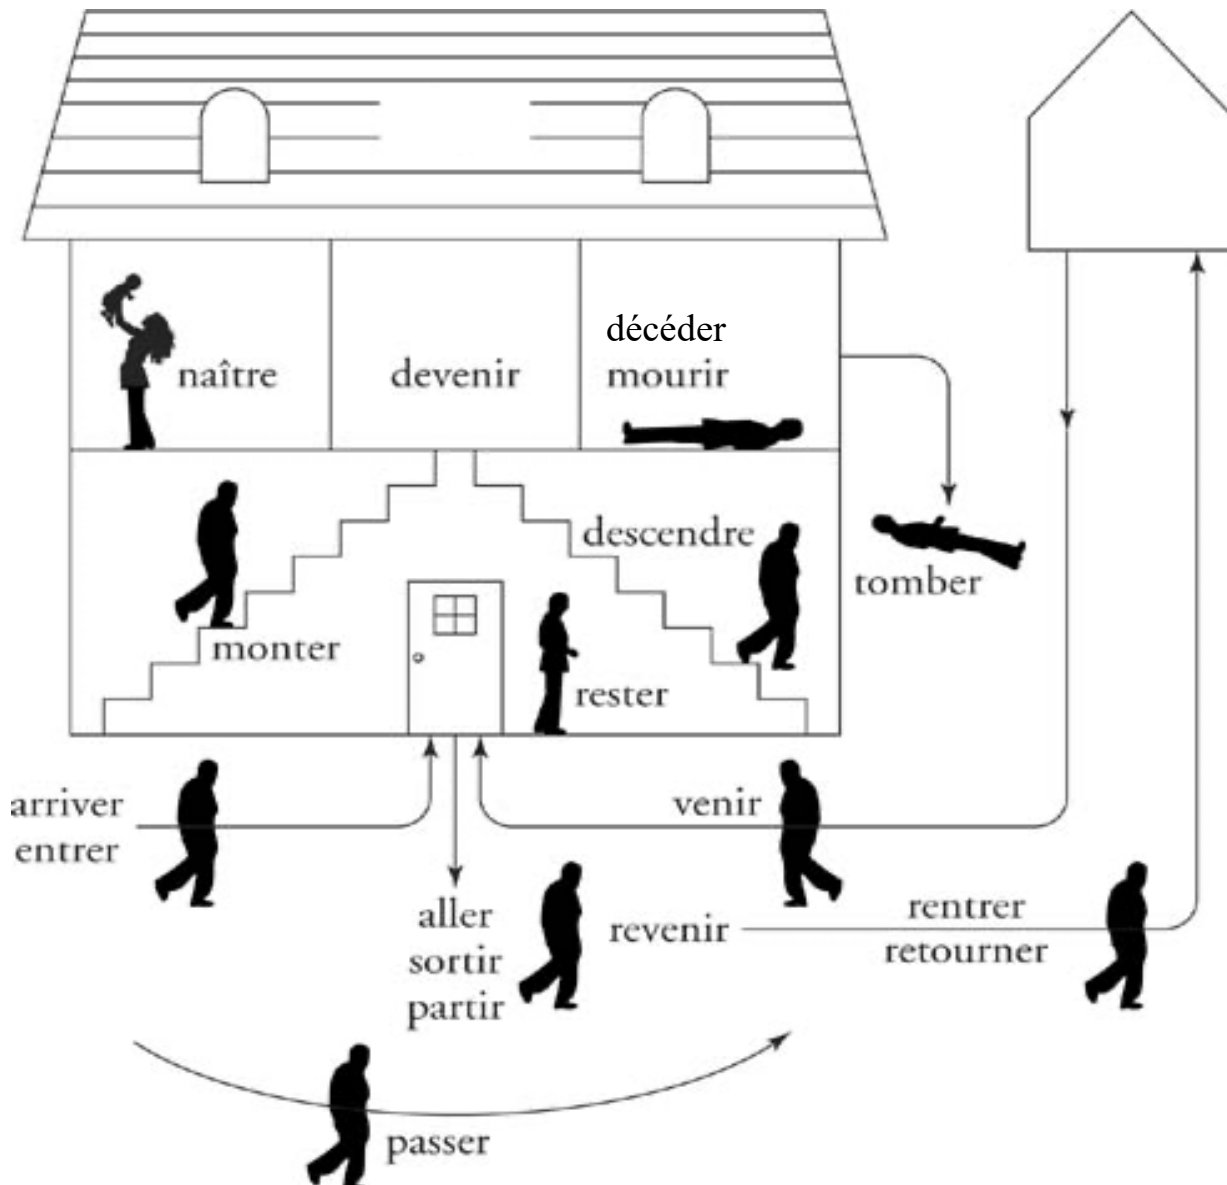 décéder
naître
devenir
mourir
descendre
tomber
monter
rester
arriver
entrer
venir
aller
sortir
partir
revenir
rentrer
retourner
passer